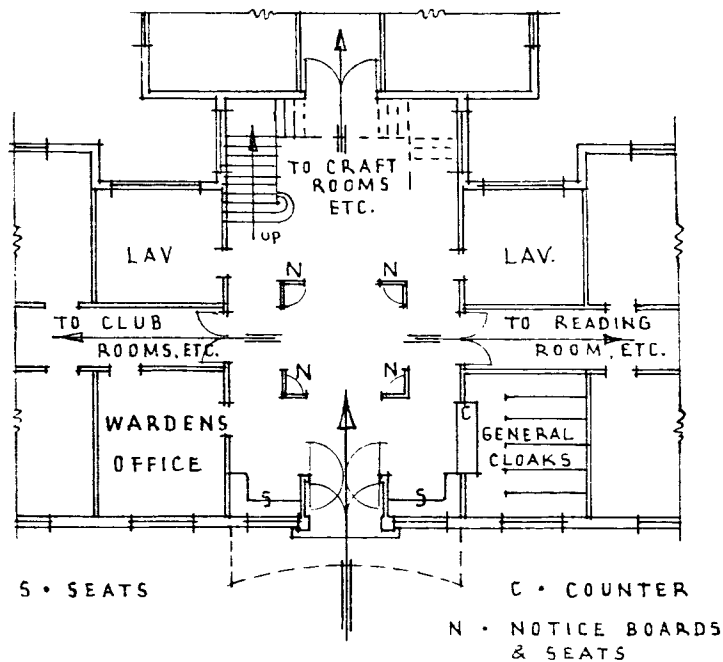 TO CRAFT
ROOMS
ETC.
UP
LAV
LAV.
N
N
TO CLUB
ROOMS, ETC.
TO READING
ROOM, ETC.
N
N
WARDENS
OFFICE
C
GENERAL
CLOAKS
S
S
S • SEATS
C • COUNTER
N • NOTICE BOARDS
& SEATS